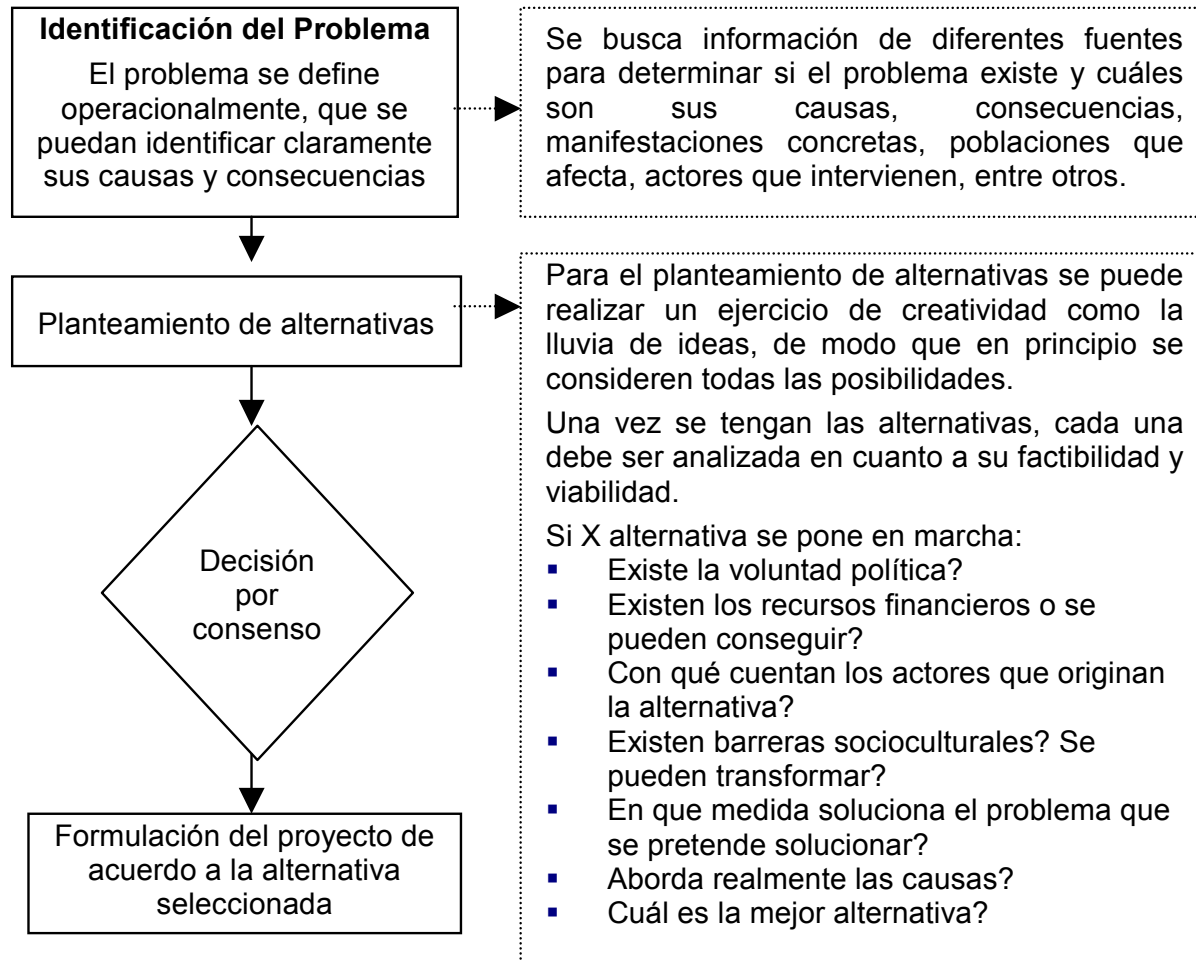 Identificación del Problema
El problema se define
operacionalmente, que se
puedan identificar claramente
sus causas y consecuencias
Se busca información de diferentes fuentes
para determinar si el problema existe y cuáles
son sus causas, consecuencias,
manifestaciones concretas, poblaciones que
afecta, actores que intervienen, entre otros.
Planteamiento de alternativas
Para el planteamiento de alternativas se puede
realizar un ejercicio de creatividad como la
lluvia de ideas, de modo que en principio se
consideren todas las posibilidades.
Una vez se tengan las alternativas, cada una
debe ser analizada en cuanto a su factibilidad y
viabilidad.
Si X alternativa se pone en marcha:
▪ Existe la voluntad política?
▪ Existen los recursos financieros o se
pueden conseguir?
▪ Con qué cuentan los actores que originan
la alternativa?
▪ Existen barreras socioculturales? Se
pueden transformar?
▪ En que medida soluciona el problema que
se pretende solucionar?
▪ Aborda realmente las causas?
▪ Cuál es la mejor alternativa?
Decisión
por
consenso
Formulación del proyecto de
acuerdo a la alternativa
seleccionada